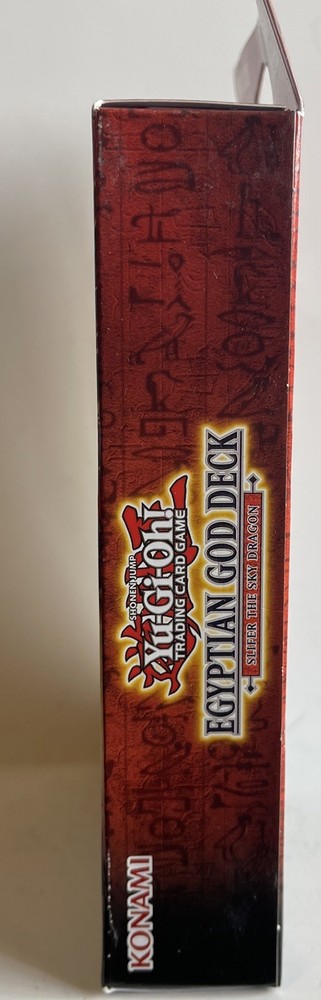 SHONEN JUMP
Yu-Gi-Oh!
TRADING CARD GAME
EGYPTIAN GOD DECK
SLIFER THE SKY DRAGON
KONAMI